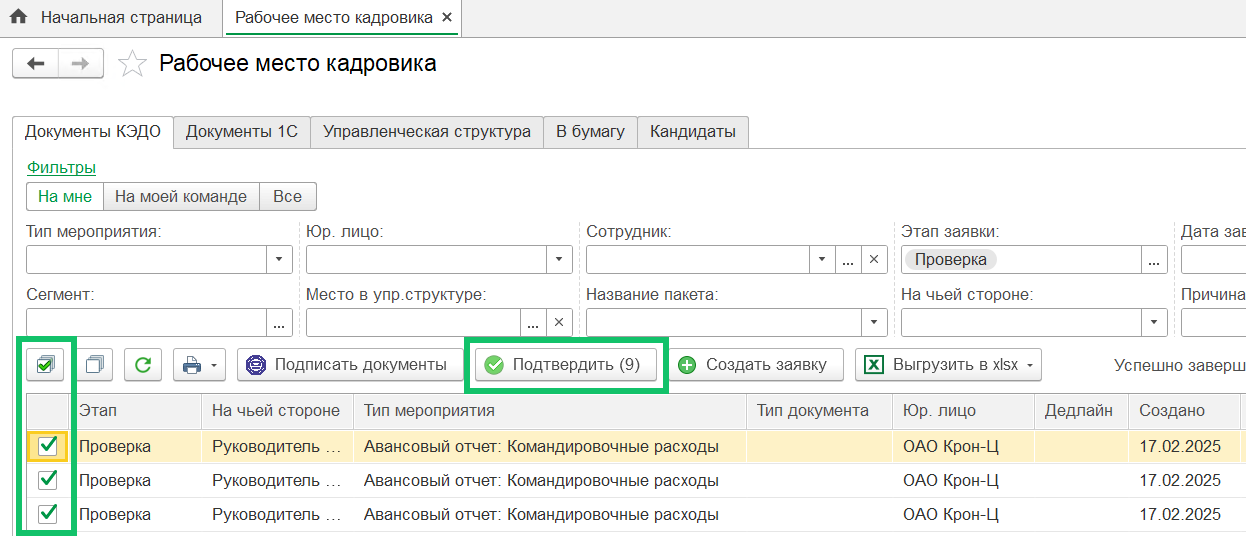 Начальная страница Рабочее место кадровика ×
Рабочее место кадровика
Документы КЭДО Документы 1С Управленческая структура В бумагу Кандидаты
Фильтры
На мне На моей команде Все
Тип мероприятия: Юр. лицо: Сотрудник: Этап заявки: Дата зав
... × Проверка ...
Сегмент: Место в упр.структуре: Название пакета: На чьей стороне: Причина
... ... ×
Подписать документы Подтвердить (9) Создать заявку Выгрузить в xlsx Успешно заверш
Этап На чьей стороне Тип мероприятия Тип документа Юр. лицо Дедлайн Создано
Проверка Руководитель ... Авансовый отчет: Командировочные расходы ОАО Крон-Ц 17.02.2025
Проверка Руководитель ... Авансовый отчет: Командировочные расходы ОАО Крон-Ц 17.02.2025
Проверка Руководитель ... Авансовый отчет: Командировочные расходы ОАО Крон-Ц 17.02.2025